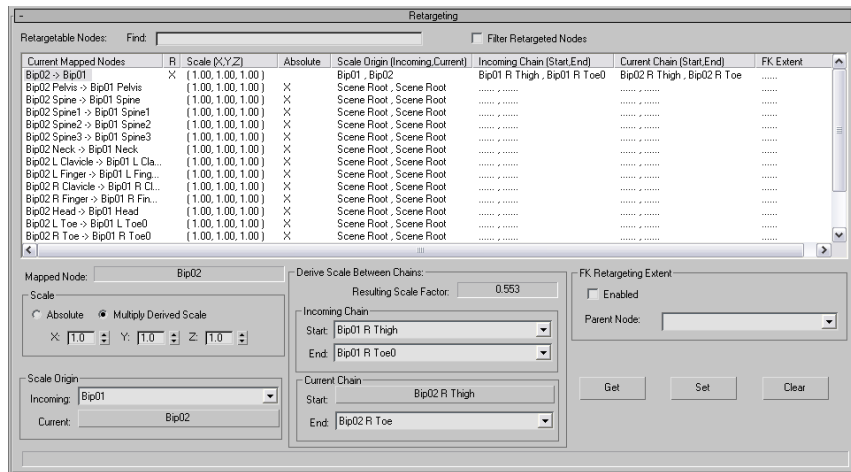 - Retargeting
Retargetable Nodes: Find: Filter Retargeted Nodes
Current Mapped Nodes R Scale (X,Y,Z) Absolute Scale Origin (Incoming,Current) Incoming Chain (Start,End) Current Chain (Start,End) FK Extent
Bip02 -> Bip01 X ( 1.00, 1.00, 1.00 ) Bip01 , Bip02 Bip01 R Thigh , Bip01 R Toe0 Bip02 R Thigh , Bip02 R Toe ......
Bip02 Pelvis -> Bip01 Pelvis ( 1.00, 1.00, 1.00 ) X Scene Root , Scene Root ...... , ...... ...... , ...... ......
Bip02 Spine -> Bip01 Spine ( 1.00, 1.00, 1.00 ) X Scene Root , Scene Root ...... , ...... ...... , ...... ......
Bip02 Spine1 -> Bip01 Spine1 ( 1.00, 1.00, 1.00 ) X Scene Root , Scene Root ...... , ...... ...... , ...... ......
Bip02 Spine2 -> Bip01 Spine2 ( 1.00, 1.00, 1.00 ) X Scene Root , Scene Root ...... , ...... ...... , ...... ......
Bip02 Spine3 -> Bip01 Spine3 ( 1.00, 1.00, 1.00 ) X Scene Root , Scene Root ...... , ...... ...... , ...... ......
Bip02 Neck -> Bip01 Neck ( 1.00, 1.00, 1.00 ) X Scene Root , Scene Root ...... , ...... ...... , ...... ......
Bip02 L Clavicle -> Bip01 L Cla... ( 1.00, 1.00, 1.00 ) X Scene Root , Scene Root ...... , ...... ...... , ...... ......
Bip02 L Finger -> Bip01 L Fing... ( 1.00, 1.00, 1.00 ) X Scene Root , Scene Root ...... , ...... ...... , ...... ......
Bip02 R Clavicle -> Bip01 R Cl... ( 1.00, 1.00, 1.00 ) X Scene Root , Scene Root ...... , ...... ...... , ...... ......
Bip02 R Finger -> Bip01 R Fin... ( 1.00, 1.00, 1.00 ) X Scene Root , Scene Root ...... , ...... ...... , ...... ......
Bip02 Head -> Bip01 Head ( 1.00, 1.00, 1.00 ) X Scene Root , Scene Root ...... , ...... ...... , ...... ......
Bip02 L Toe -> Bip01 L Toe0 ( 1.00, 1.00, 1.00 ) X Scene Root , Scene Root ...... , ...... ...... , ...... ......
Bip02 R Toe -> Bip01 R Toe0 ( 1.00, 1.00, 1.00 ) X Scene Root , Scene Root ...... , ...... ...... , ...... ......
Mapped Node: Bip02
Scale
Absolute Multiply Derived Scale
X: 1.0 Y: 1.0 Z: 1.0
Scale Origin
Incoming: Bip01
Current: Bip02
Derive Scale Between Chains:
Resulting Scale Factor: 0.553
Incoming Chain
Start: Bip01 R Thigh
End: Bip01 R Toe0
Current Chain
Start: Bip02 R Thigh
End: Bip02 R Toe
FK Retargeting Extent
Enabled
Parent Node:
Get Set Clear